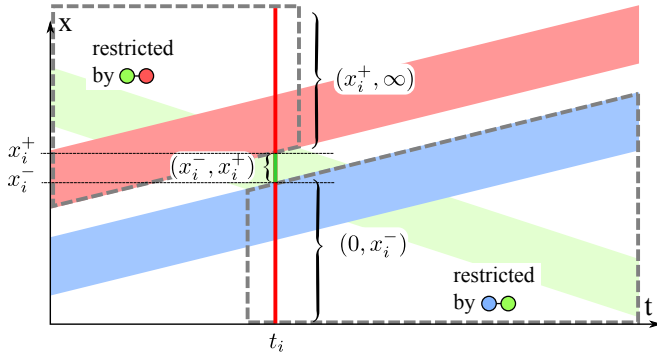 x
restricted
by
(x_i^+, ∞)
x_i^+
x_i^-
(x_i^-, x_i^+)
(0, x_i^-)
restricted
by
t
t_i